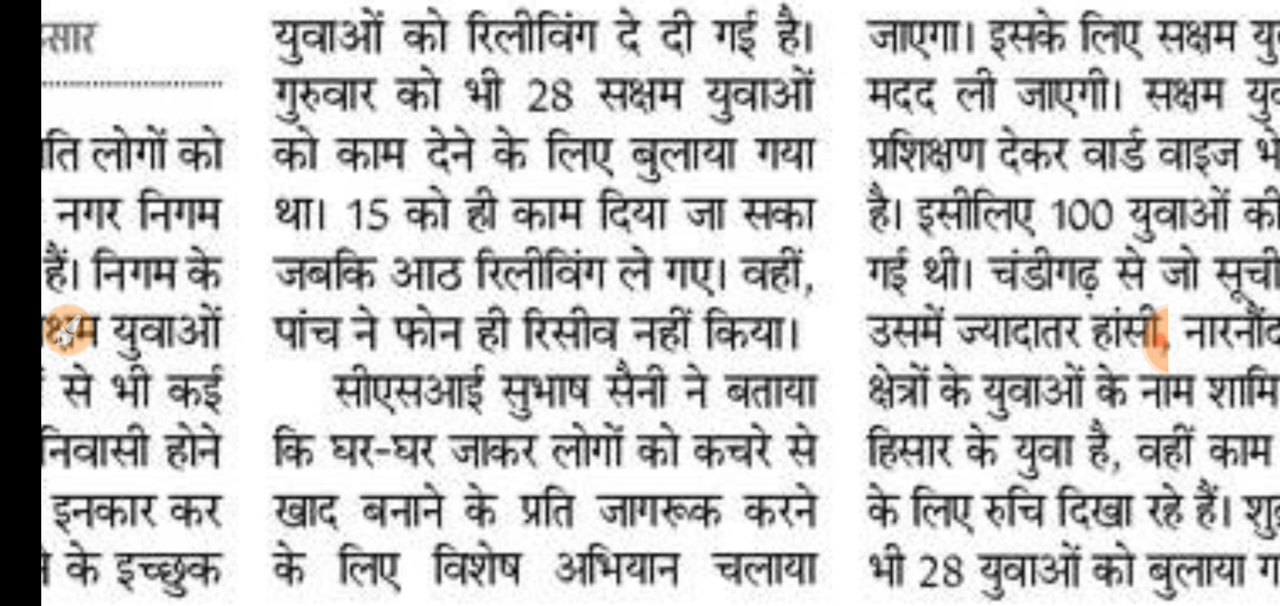 ति लोगों को
नगर निगम
हैं। निगम के
युवाओं
से भी कई
निवासी होने
इनकार कर
के इच्छुक
युवाओं को रिलीविंग दे दी गई है।
गुरुवार को भी 28 सक्षम युवाओं
को काम देने के लिए बुलाया गया
था। 15 को ही काम दिया जा सका
जबकि आठ रिलीविंग ले गए। वहीं,
पांच ने फोन ही रिसीव नहीं किया।
सीएसआई सुभाष सैनी ने बताया
कि घर-घर जाकर लोगों को कचरे से
खाद बनाने के प्रति जागरूक करने
के लिए विशेष अभियान चलाया
जाएगा। इसके लिए सक्षम
मदद ली जाएगी। सक्षम
प्रशिक्षण देकर वार्ड वाइज
है। इसीलिए 100 युवाओं की
गई थी। चंडीगढ़ से जो सूची
उसमें ज्यादातर हांसी,
क्षेत्रों के युवाओं के नाम
हिसार के युवा है, वहीं काम
के लिए रुचि दिखा रहे हैं।
भी 28 युवाओं को बुलाया